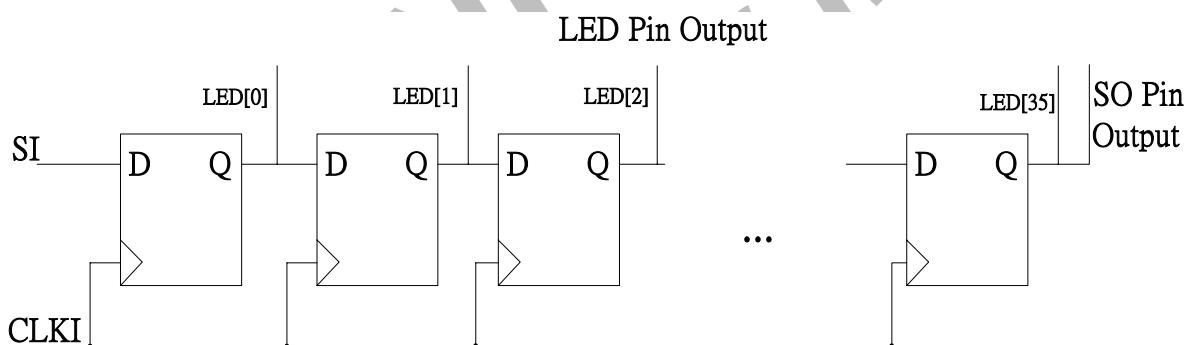 LED Pin Output
LED[0]
LED[1]
LED[2]
LED[35]
SO Pin
Output
SI
D Q
D Q
D Q
D Q
...
CLKI